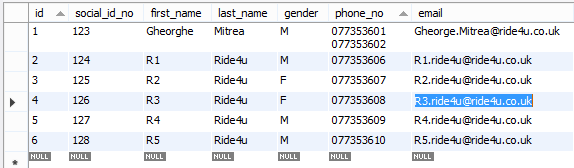 id social_id_no first_name last_name gender phone_no email
1 123 Gheorghe Mitrea M 077353601 Gheorge.Mitrea@ride4u.co.uk
077353602
2 124 R1 Ride4u M 077353606 R1.ride4u@ride4u.co.uk
3 125 R2 Ride4u F 077353607 R2.ride4u@ride4u.co.uk
4 126 R3 Ride4u F 077353608 R3.ride4u@ride4u.co.uk
5 127 R4 Ride4u M 077353609 R4.ride4u@ride4u.co.uk
6 128 R5 Ride4u M 077353610 R5.ride4u@ride4u.co.uk
NULL NULL NULL NULL NULL NULL NULL